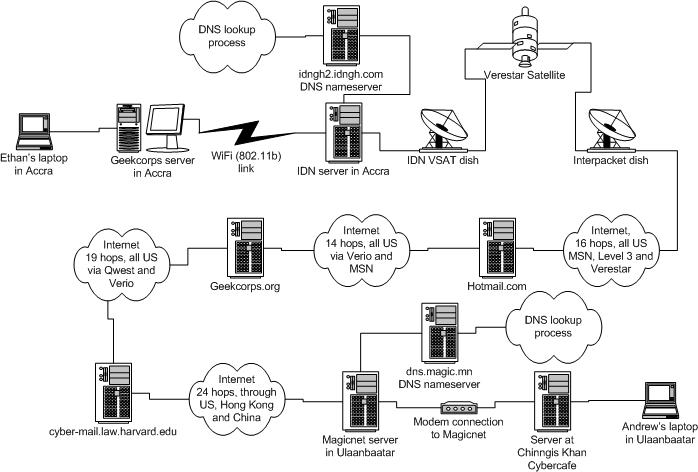 DNS lookup
process
idngh2.idngh.com
DNS nameserver
Verestar Satellite
Ethan's laptop
in Accra
Geekcorps server
in Accra
WiFi (802.11b)
link
IDN server in Accra
IDN VSAT dish
Interpacket dish
Internet
19 hops, all US
via Qwest and
Verio
Geekcorps.org
Internet
14 hops, all US
via Verio and
MSN
Hotmail.com
Internet,
16 hops, all US
MSN, Level 3 and
Verestar
dns.magic.mn
DNS nameserver
DNS lookup
process
cyber-mail.law.harvard.edu
Internet
24 hops, through
US, Hong Kong
and China
Magicnet server
in Ulaanbaatar
Modem connection
to Magicnet
Server at
Chinngis Khan
Cybercafe
Andrew's laptop
in Ulaanbaatar